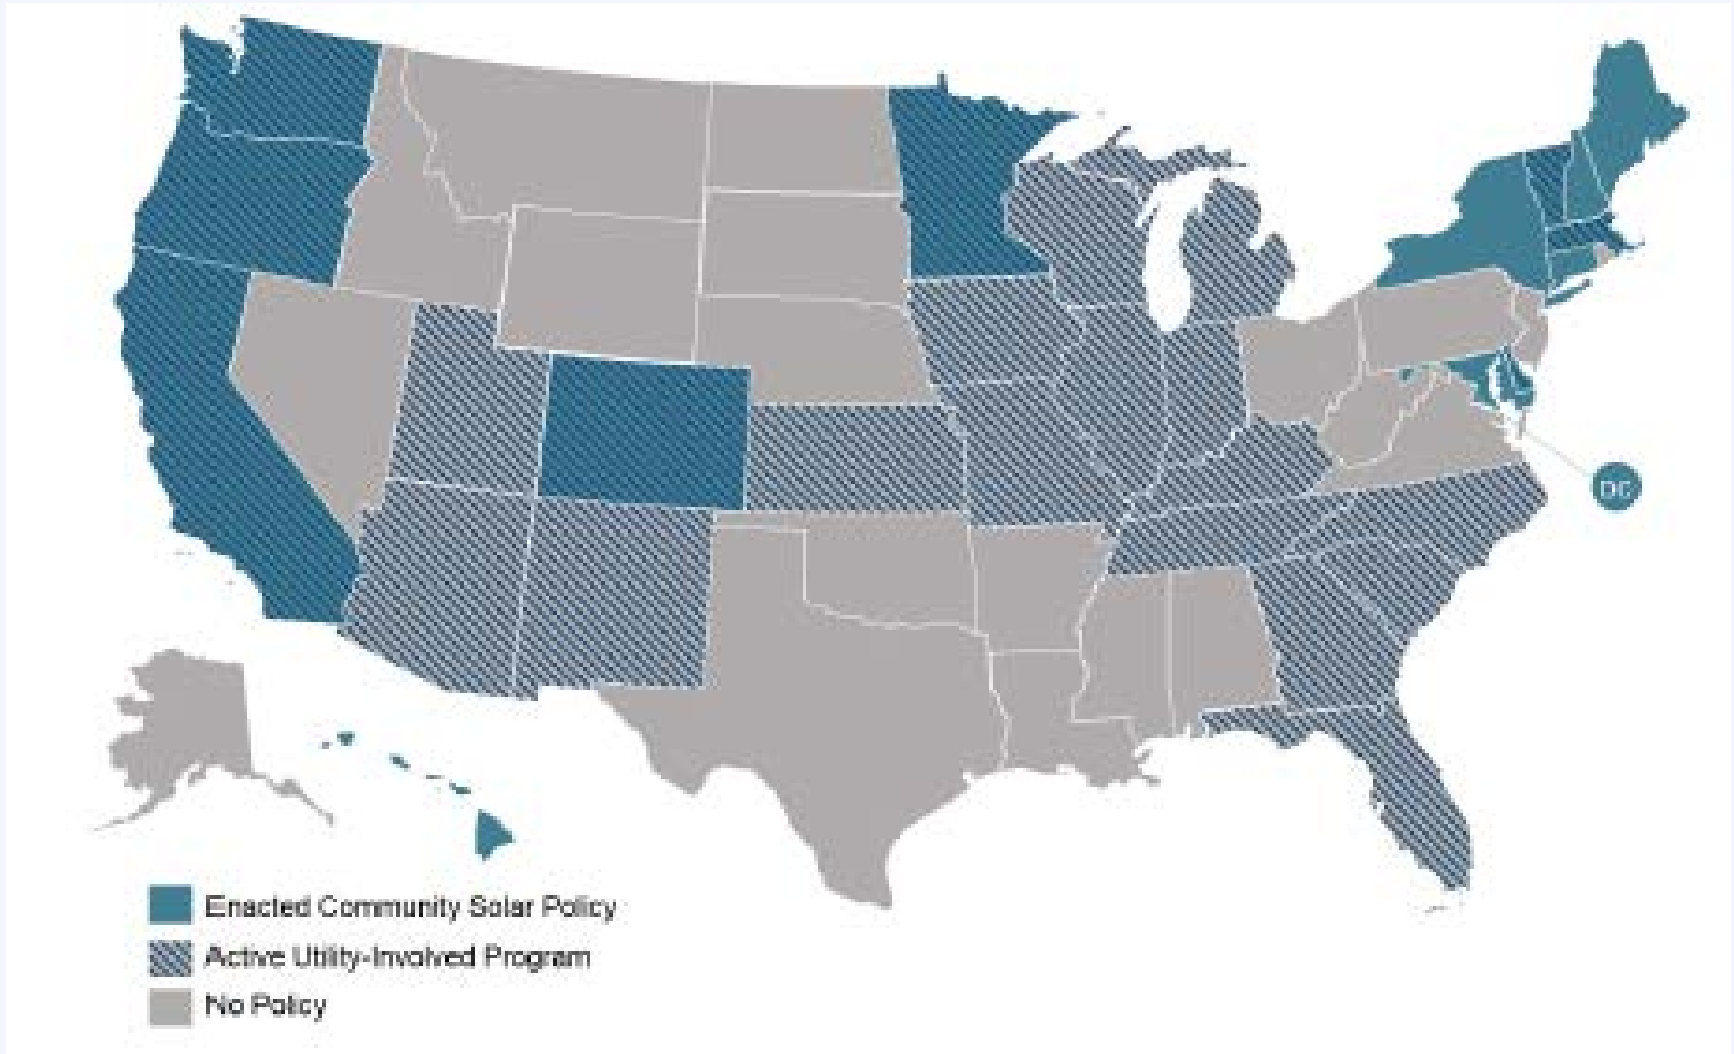 DC
Enacted Community Solar Policy
Active Utility-Involved Program
No Policy